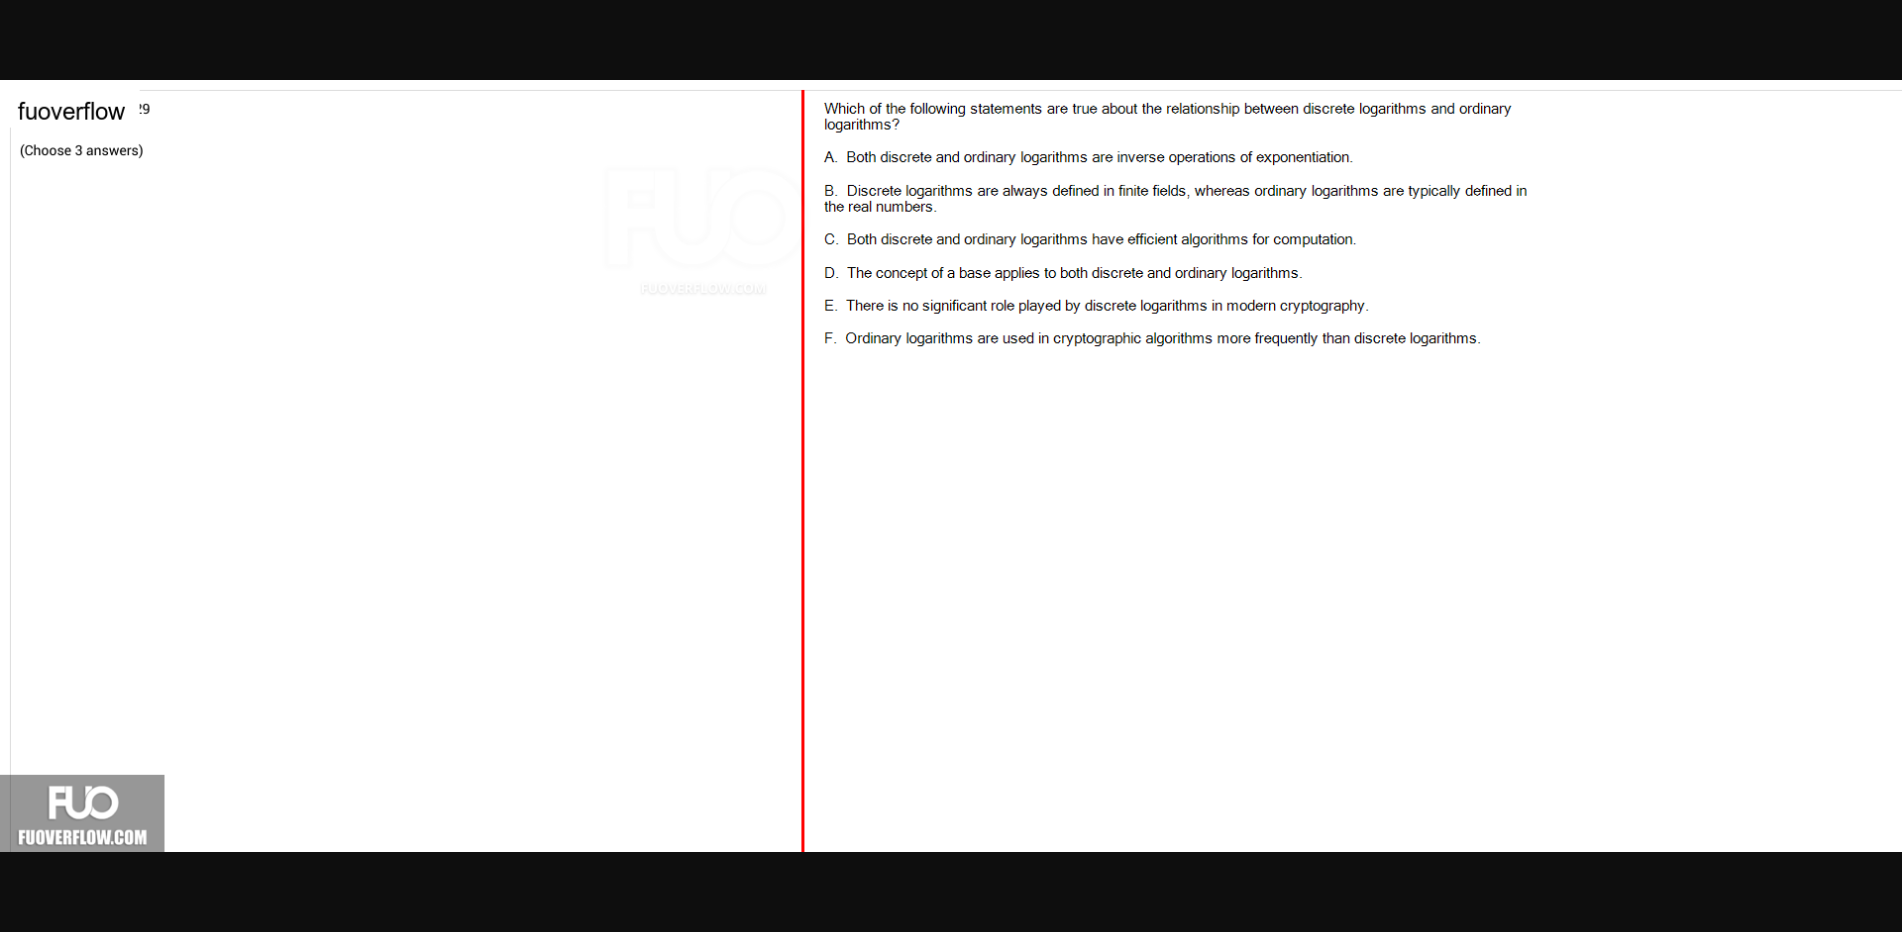 fuoverflow
29
(Choose 3 answers)
FUO
FUOVERFLOW.COM
Which of the following statements are true about the relationship between discrete logarithms and ordinary
logarithms?
A. Both discrete and ordinary logarithms are inverse operations of exponentiation.
B. Discrete logarithms are always defined in finite fields, whereas ordinary logarithms are typically defined in
the real numbers.
C. Both discrete and ordinary logarithms have efficient algorithms for computation.
D. The concept of a base applies to both discrete and ordinary logarithms.
E. There is no significant role played by discrete logarithms in modern cryptography.
F. Ordinary logarithms are used in cryptographic algorithms more frequently than discrete logarithms.
FUO
FUOVERFLOW.COM